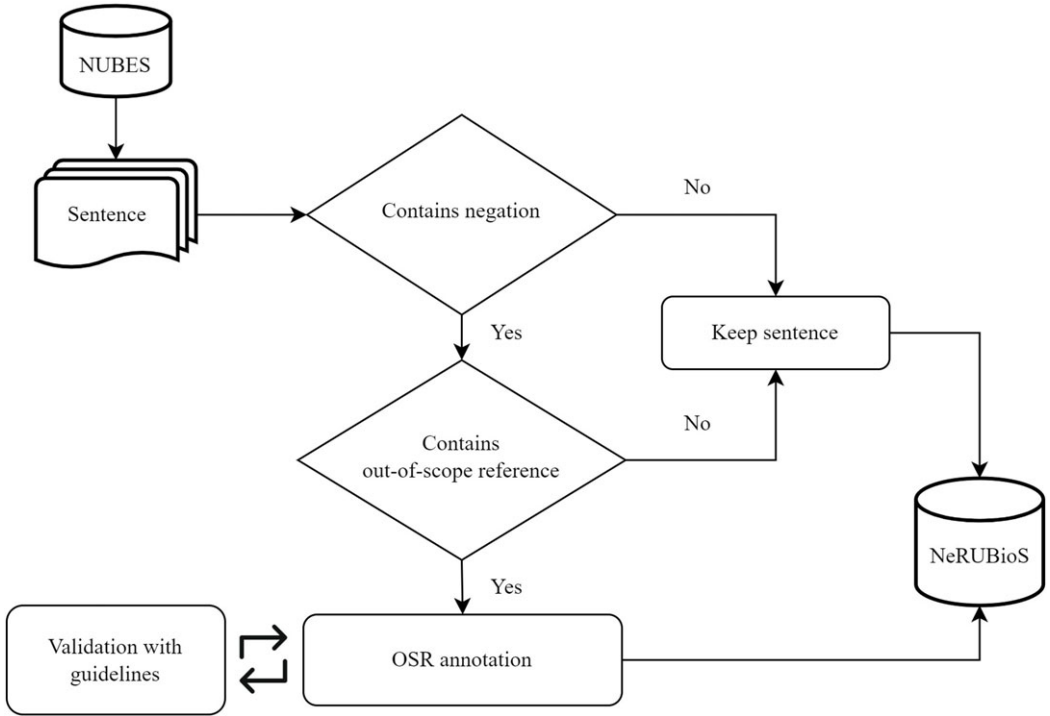 NUBES
Sentence
Contains negation
No
Yes
Keep sentence
Contains
out-of-scope reference
No
NeRUBioS
Yes
Validation with
guidelines
OSR annotation